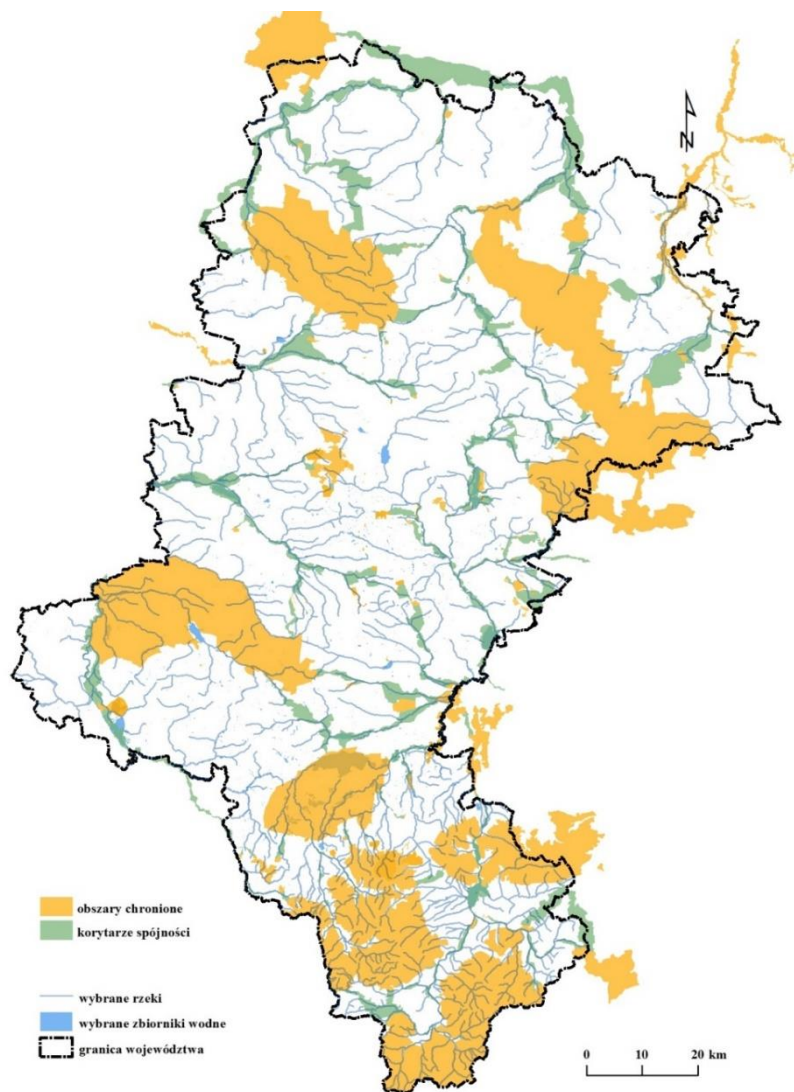 N
obszary chronione
korytarze spójności
wybrane rzeki
wybrane zbiorniki wodne
granica województwa
0 10 20 km